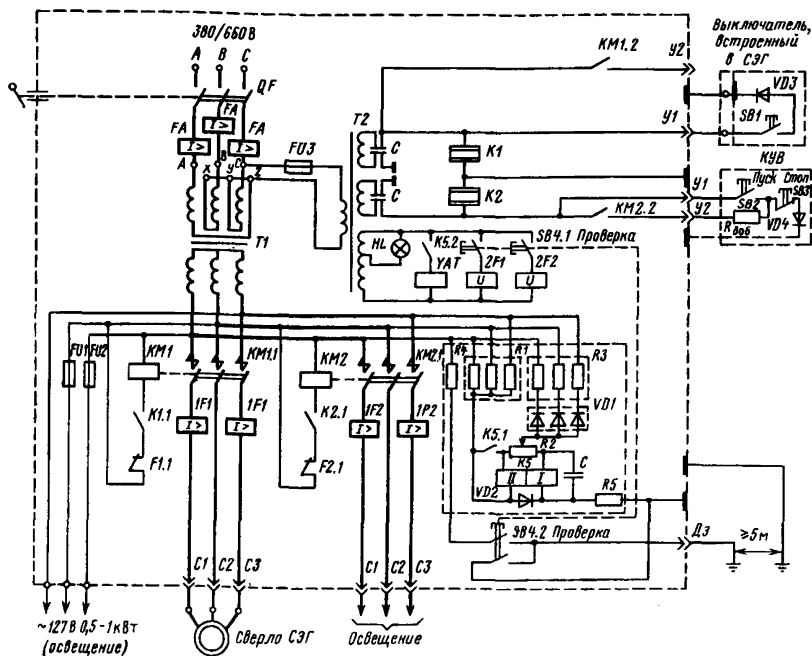 380/660 В
A B C
QF
FA
FA
FA
I>
I>
I>
A
B
C
X
Y
Z
FU3
T1
T2
C
C
K1
K2
KM1.2
У2
У1
У1
KM2.2
У2
Выключатель,
встроенный
в СЭГ
VD3
SB1
КУВ
Пуск Стоп
SB2
SB3
R доб
VD4
HL
K5.2
YAT
2F1
2F2
U
U
SB4.1 Проверка
FU1
FU2
KM1
KM1.1
KM2
KM2.1
K1.1
F1.1
K2.1
F2.1
1F1
1F1
1F2
1P2
I>
I>
I>
I>
R4
R1
R3
VD1
K5.1
R2
K5
II
I
C
VD2
R5
SB4.2 Проверка
ДЗ
≥5м
C1
C2
C3
C1
C2
C3
~127В 0,5-1кВт
(освещение)
Сверло СЭГ
Освещение